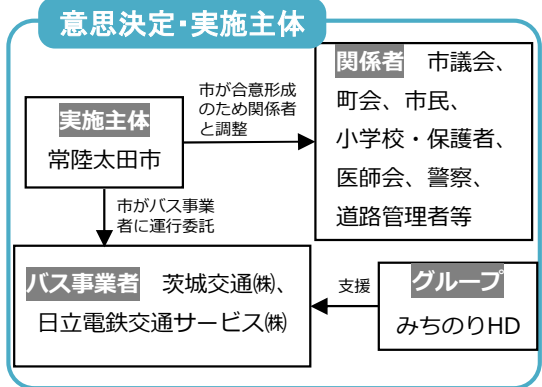 意思決定･実施主体
実施主体
常陸太田市
市が合意形成
のため関係者
と調整
関係者　市議会、
町会、市民、
小学校・保護者、
医師会、警察、
道路管理者等
市がバス事業
者に運行委託
バス事業者　茨城交通㈱、
日立電鉄交通サービス㈱
支援
グループ
みちのりHD